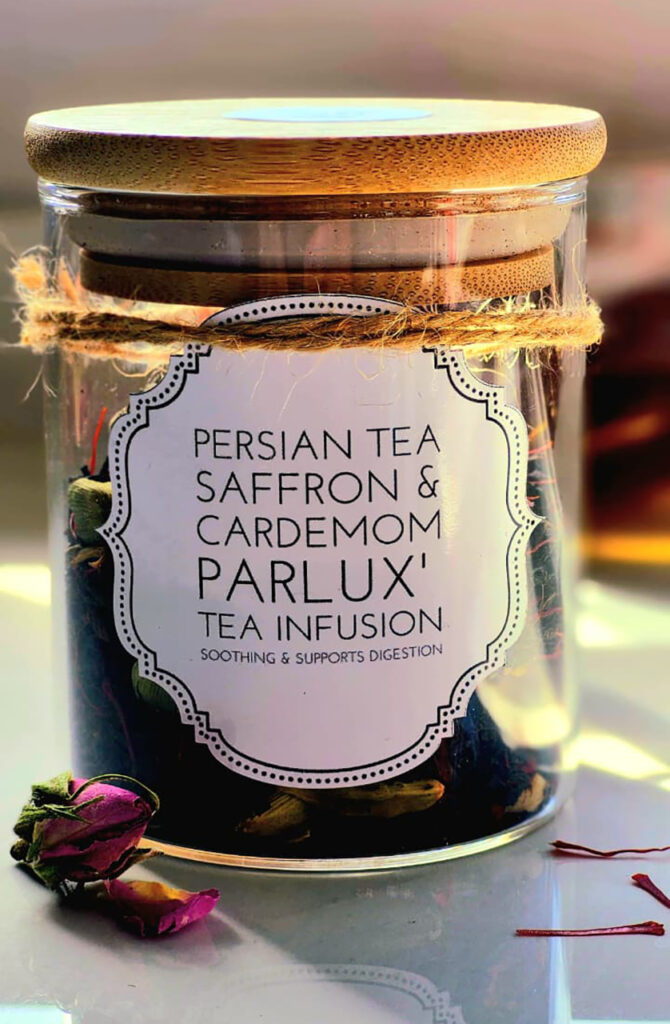 PERSIAN TEA
SAFFRON &
CARDEMOM
PARLUX'
TEA INFUSION
SOOTHING & SUPPORTS DIGESTION